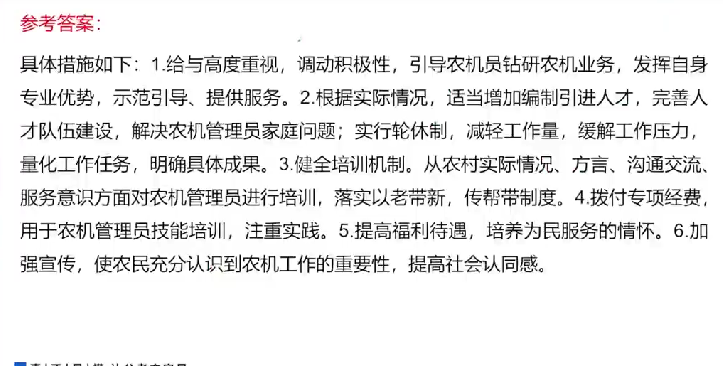 参考答案：
具体措施如下：1.给与高度重视，调动积极性，引导农机员钻研农机业务，发挥自身
专业优势，示范引导、提供服务。2.根据实际情况，适当增加编制引进人才，完善人
才队伍建设，解决农机管理员家庭问题；实行轮休制，减轻工作量，缓解工作压力，
量化工作任务，明确具体成果。3.健全培训机制。从农村实际情况、方言、沟通交流、
服务意识方面对农机管理员进行培训，落实以老带新，传帮带制度。4.拨付专项经费，
用于农机管理员技能培训，注重实践。5.提高福利待遇，培养为民服务的情怀。6.加
强宣传，使农民充分认识到农机工作的重要性，提高社会认同感。